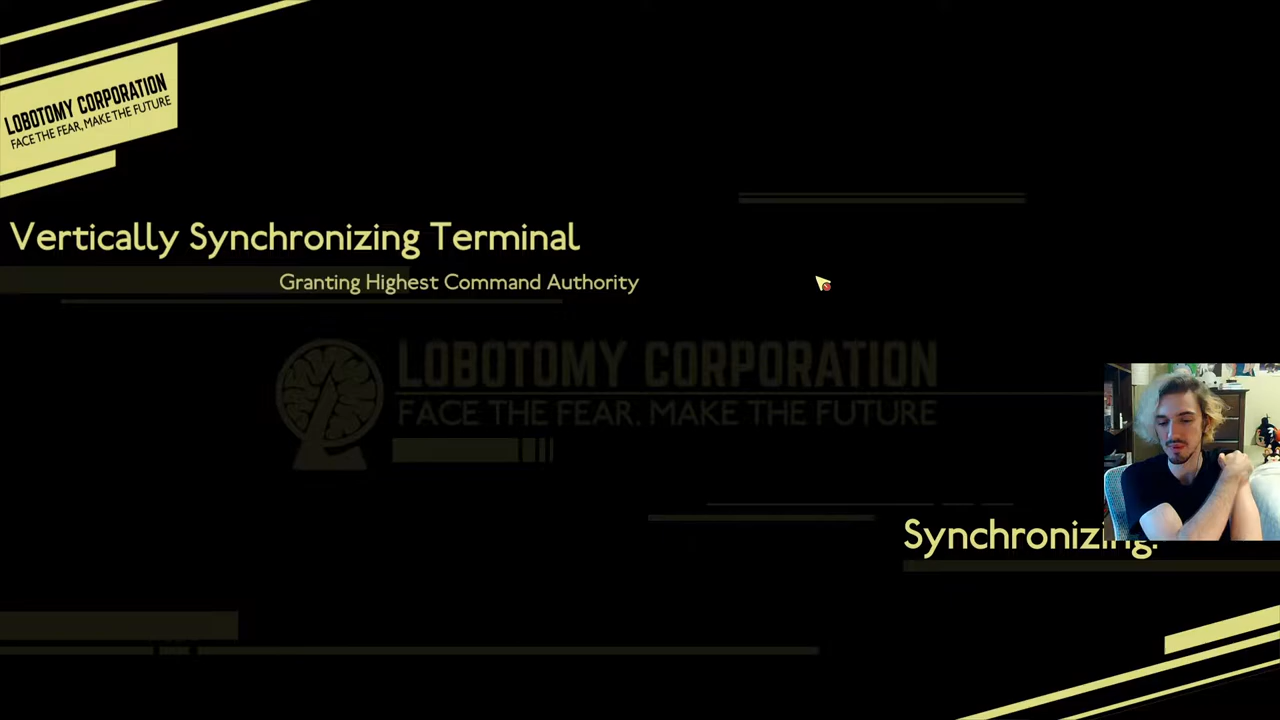 LOBOTOMY CORPORATION
FACE THE FEAR, MAKE THE FUTURE
Vertically Synchronizing Terminal
Granting Highest Command Authority
LOBOTOMY CORPORATION
FACE THE FEAR. MAKE THE FUTURE
Synchronizing.